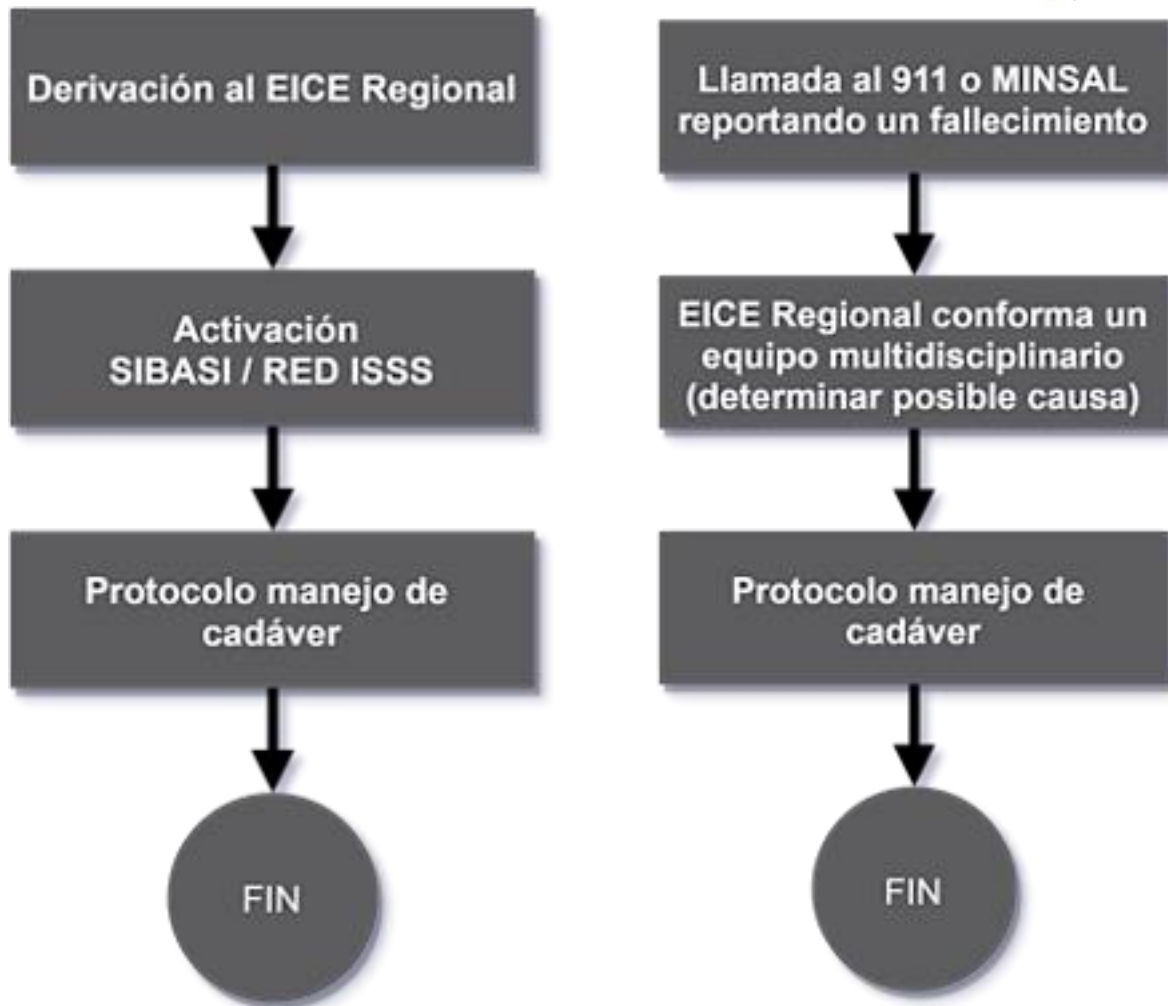 Derivación al EICE Regional
Activación
SIBASI / RED ISSS
Protocolo manejo de
cadáver
FIN
Llamada al 911 o MINSAL
reportando un fallecimiento
EICE Regional conforma un
equipo multidisciplinario
(determinar posible causa)
Protocolo manejo de
cadáver
FIN